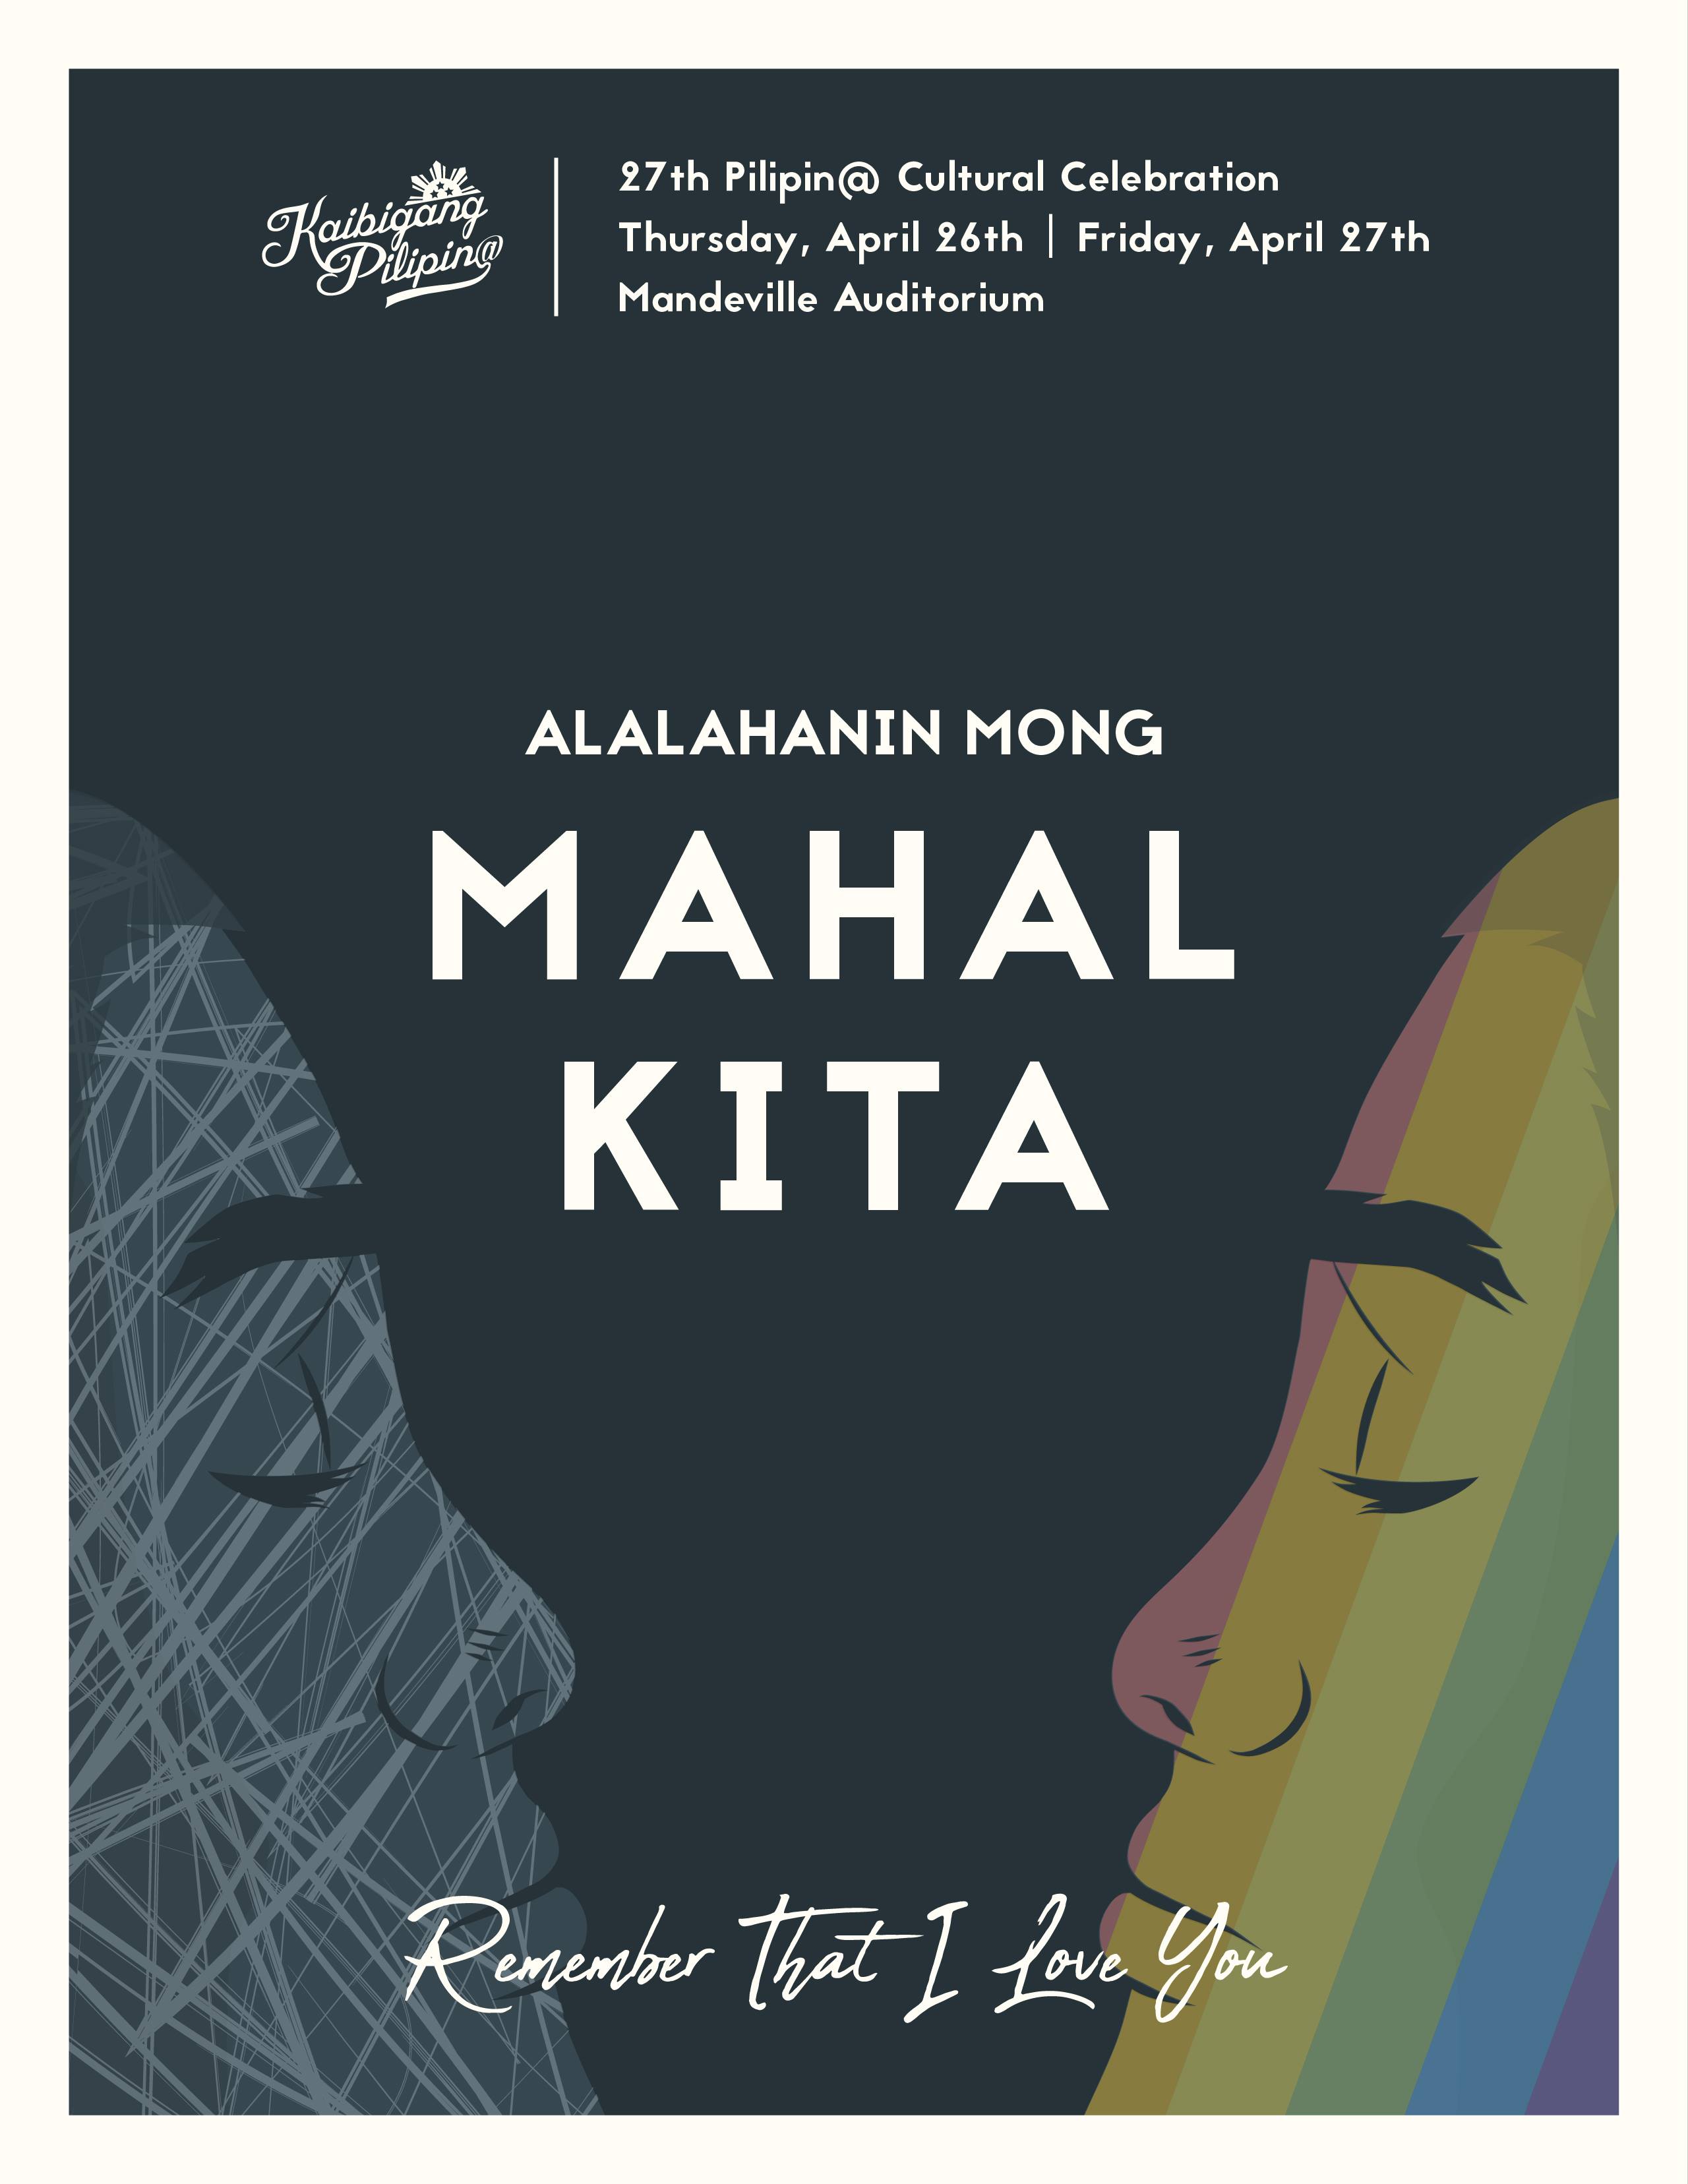 Kaibigang
Pilipin@
27th Pilipin@ Cultural Celebration
Thursday, April 26th | Friday, April 27th
Mandeville Auditorium
ALALAHANIN MONG
MAHAL
KITA
Remember That I Love You